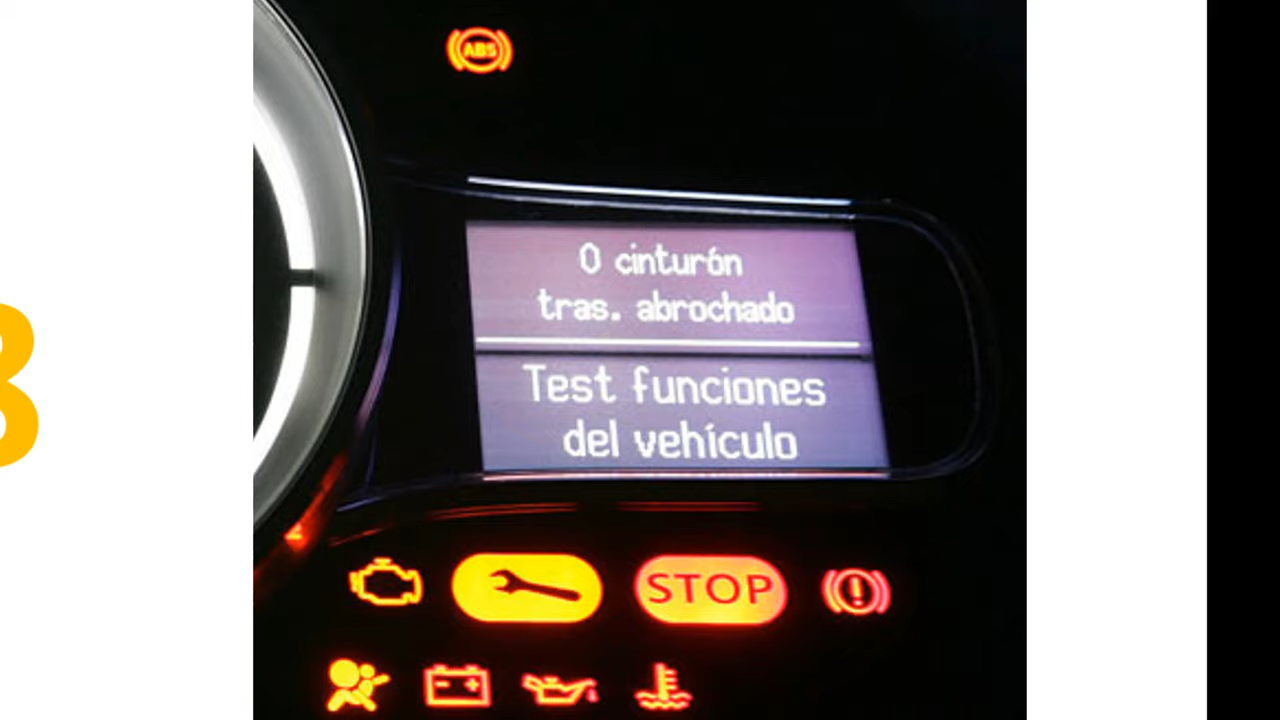 ABS
0 cinturón
tras. abrochado
Test funciones
del vehículo
STOP